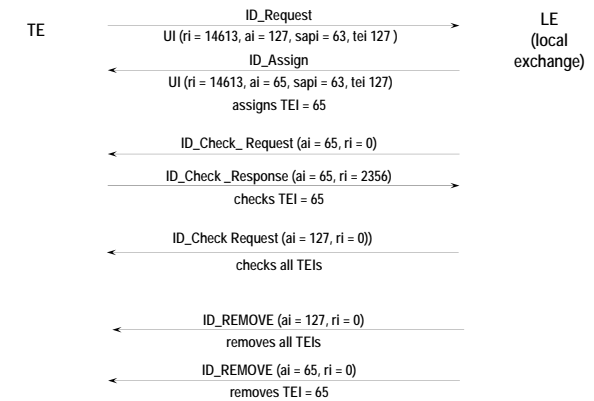 TE
LE
(local
exchange)
ID_Request
UI (ri = 14613, ai = 127, sapi = 63, tei 127 )
ID_Assign
UI (ri = 14613, ai = 65, sapi = 63, tei 127)
assigns TEI = 65
ID_Check_ Request (ai = 65, ri = 0)
ID_Check _Response (ai = 65, ri = 2356)
checks TEI = 65
ID_Check Request (ai = 127, ri = 0))
checks all TEIs
ID_REMOVE (ai = 127, ri = 0)
removes all TEIs
ID_REMOVE (ai = 65, ri = 0)
removes TEI = 65